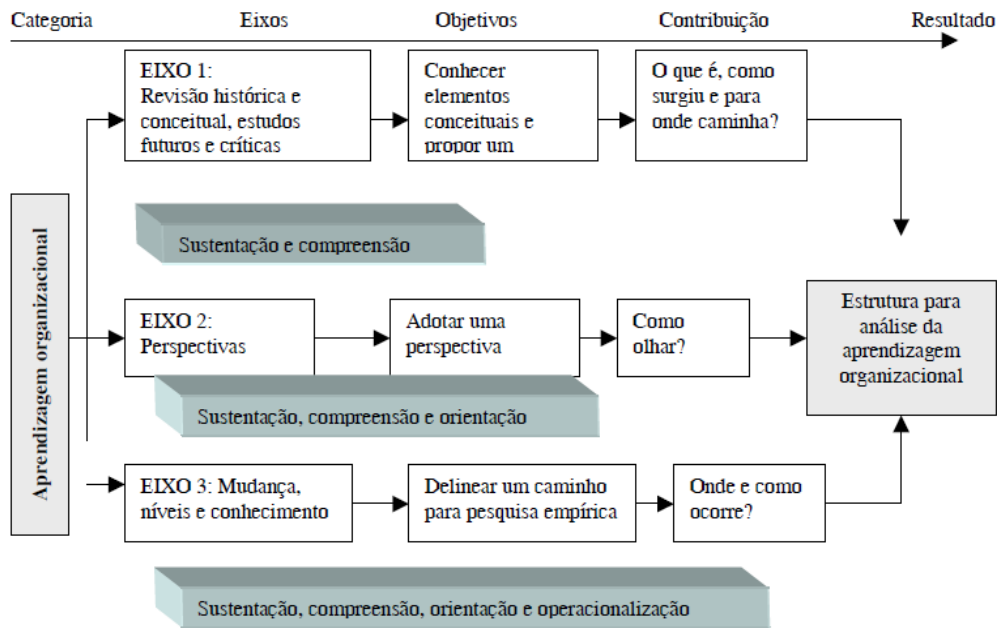 Categoria Eixos Objetivos Contribuição Resultado
EIXO 1:
Revisão histórica e
conceitual, estudos
futuros e críticas
Conhecer
elementos
conceituais e
propor um
O que é, como
surgiu e para
onde caminha?
Sustentação e compreensão
Aprendizagem organizacional
EIXO 2:
Perspectivas
Adotar uma
perspectiva
Como
olhar?
Estrutura para
análise da
aprendizagem
organizacional
Sustentação, compreensão e orientação
EIXO 3: Mudança,
níveis e conhecimento
Delinear um caminho
para pesquisa empírica
Onde e como
ocorre?
Sustentação, compreensão, orientação e operacionalização